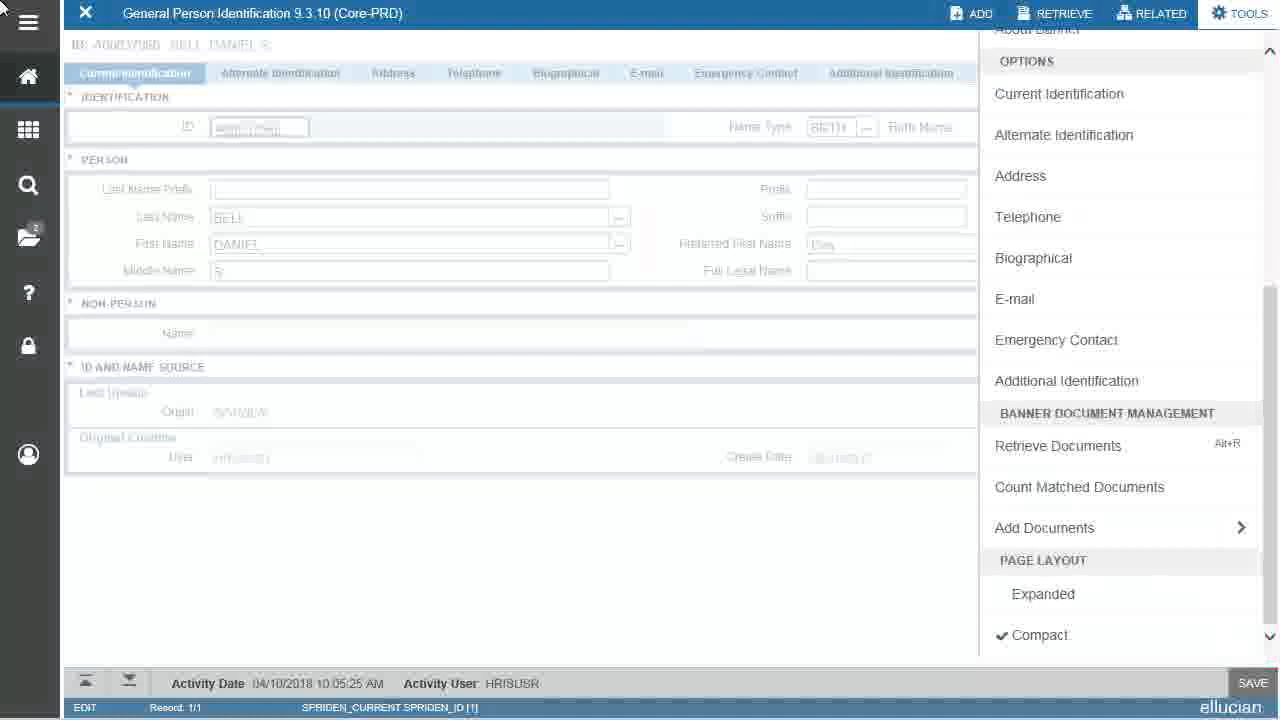 General Person Identification 9.3.10 (Core-PRD)
ADD RETRIEVE RELATED TOOLS
ID: BELL, DANIEL S.
About Banner
OPTIONS
Current Identification
Alternate Identification
Address
Telephone
Biographical
E-mail
Emergency Contact
Additional Identification
BANNER DOCUMENT MANAGEMENT
Retrieve Documents Alt+R
Count Matched Documents
Add Documents
PAGE LAYOUT
Expanded
Compact
Current Identification Alternate Identification Address Telephone Biographical E-mail Emergency Contact Additional Identification
IDENTIFICATION
ID Name Type Birth Name
PERSON
Last Name Prefix Prefix
Last Name BELL Suffix
First Name DANIEL Preferred First Name
Middle Name S. Full Legal Name
NON-PERSON
Name
ID AND NAME SOURCE
Last Update
Origin
Original Creation
User Create Date
2
Activity Date 04/10/2018 10:05:25 AM Activity User HRISUSR
SAVE
EDIT Record: 1/1 SPRIDEN_CURRENT.SPRIDEN_ID [1] ellucian